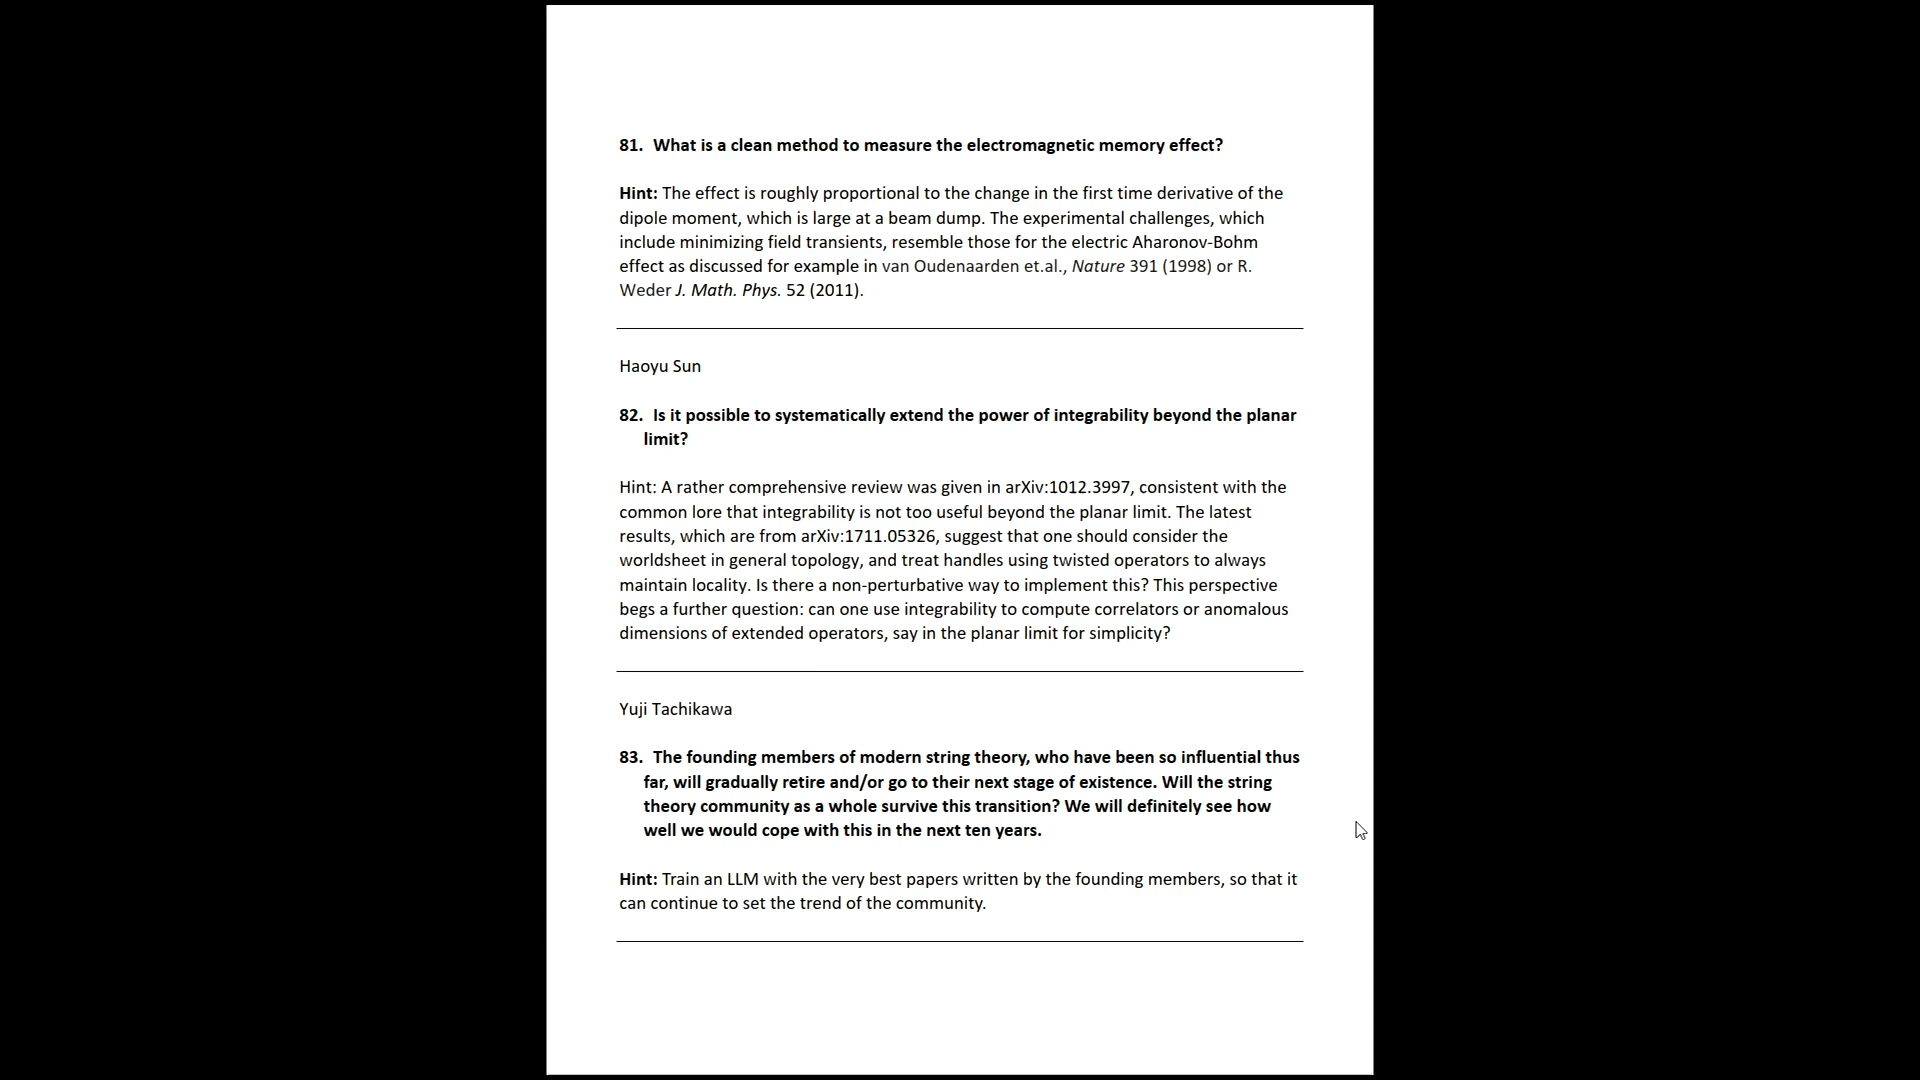 81. What is a clean method to measure the electromagnetic memory effect?
Hint: The effect is roughly proportional to the change in the first time derivative of the
dipole moment, which is large at a beam dump. The experimental challenges, which
include minimizing field transients, resemble those for the electric Aharonov-Bohm
effect as discussed for example in van Oudenaarden et.al., Nature 391 (1998) or R.
Weder J. Math. Phys. 52 (2011).
Haoyu Sun
82. Is it possible to systematically extend the power of integrability beyond the planar
limit?
Hint: A rather comprehensive review was given in arXiv:1012.3997, consistent with the
common lore that integrability is not too useful beyond the planar limit. The latest
results, which are from arXiv:1711.05326, suggest that one should consider the
worldsheet in general topology, and treat handles using twisted operators to always
maintain locality. Is there a non-perturbative way to implement this? This perspective
begs a further question: can one use integrability to compute correlators or anomalous
dimensions of extended operators, say in the planar limit for simplicity?
Yuji Tachikawa
83. The founding members of modern string theory, who have been so influential thus
far, will gradually retire and/or go to their next stage of existence. Will the string
theory community as a whole survive this transition? We will definitely see how
well we would cope with this in the next ten years.
Hint: Train an LLM with the very best papers written by the founding members, so that it
can continue to set the trend of the community.